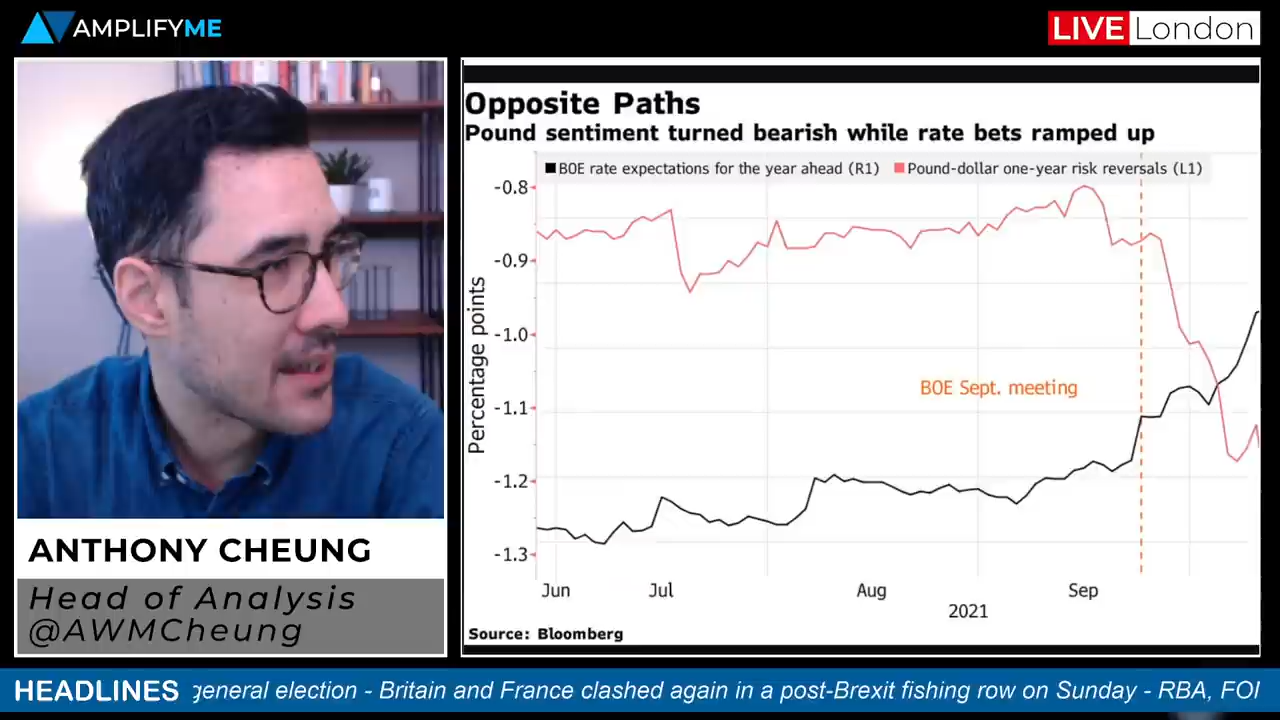 AMPLIFYME
LIVE London
Opposite Paths
Pound sentiment turned bearish while rate bets ramped up
BOE rate expectations for the year ahead (R1) Pound-dollar one-year risk reversals (L1)
-0.8
-0.9
-1.0
-1.1
-1.2
-1.3
Percentage points
BOE Sept. meeting
Jun Jul Aug Sep
2021
Source: Bloomberg
ANTHONY CHEUNG
Head of Analysis
@AWMCheung
HEADLINES general election - Britain and France clashed again in a post-Brexit fishing row on Sunday - RBA, FOI